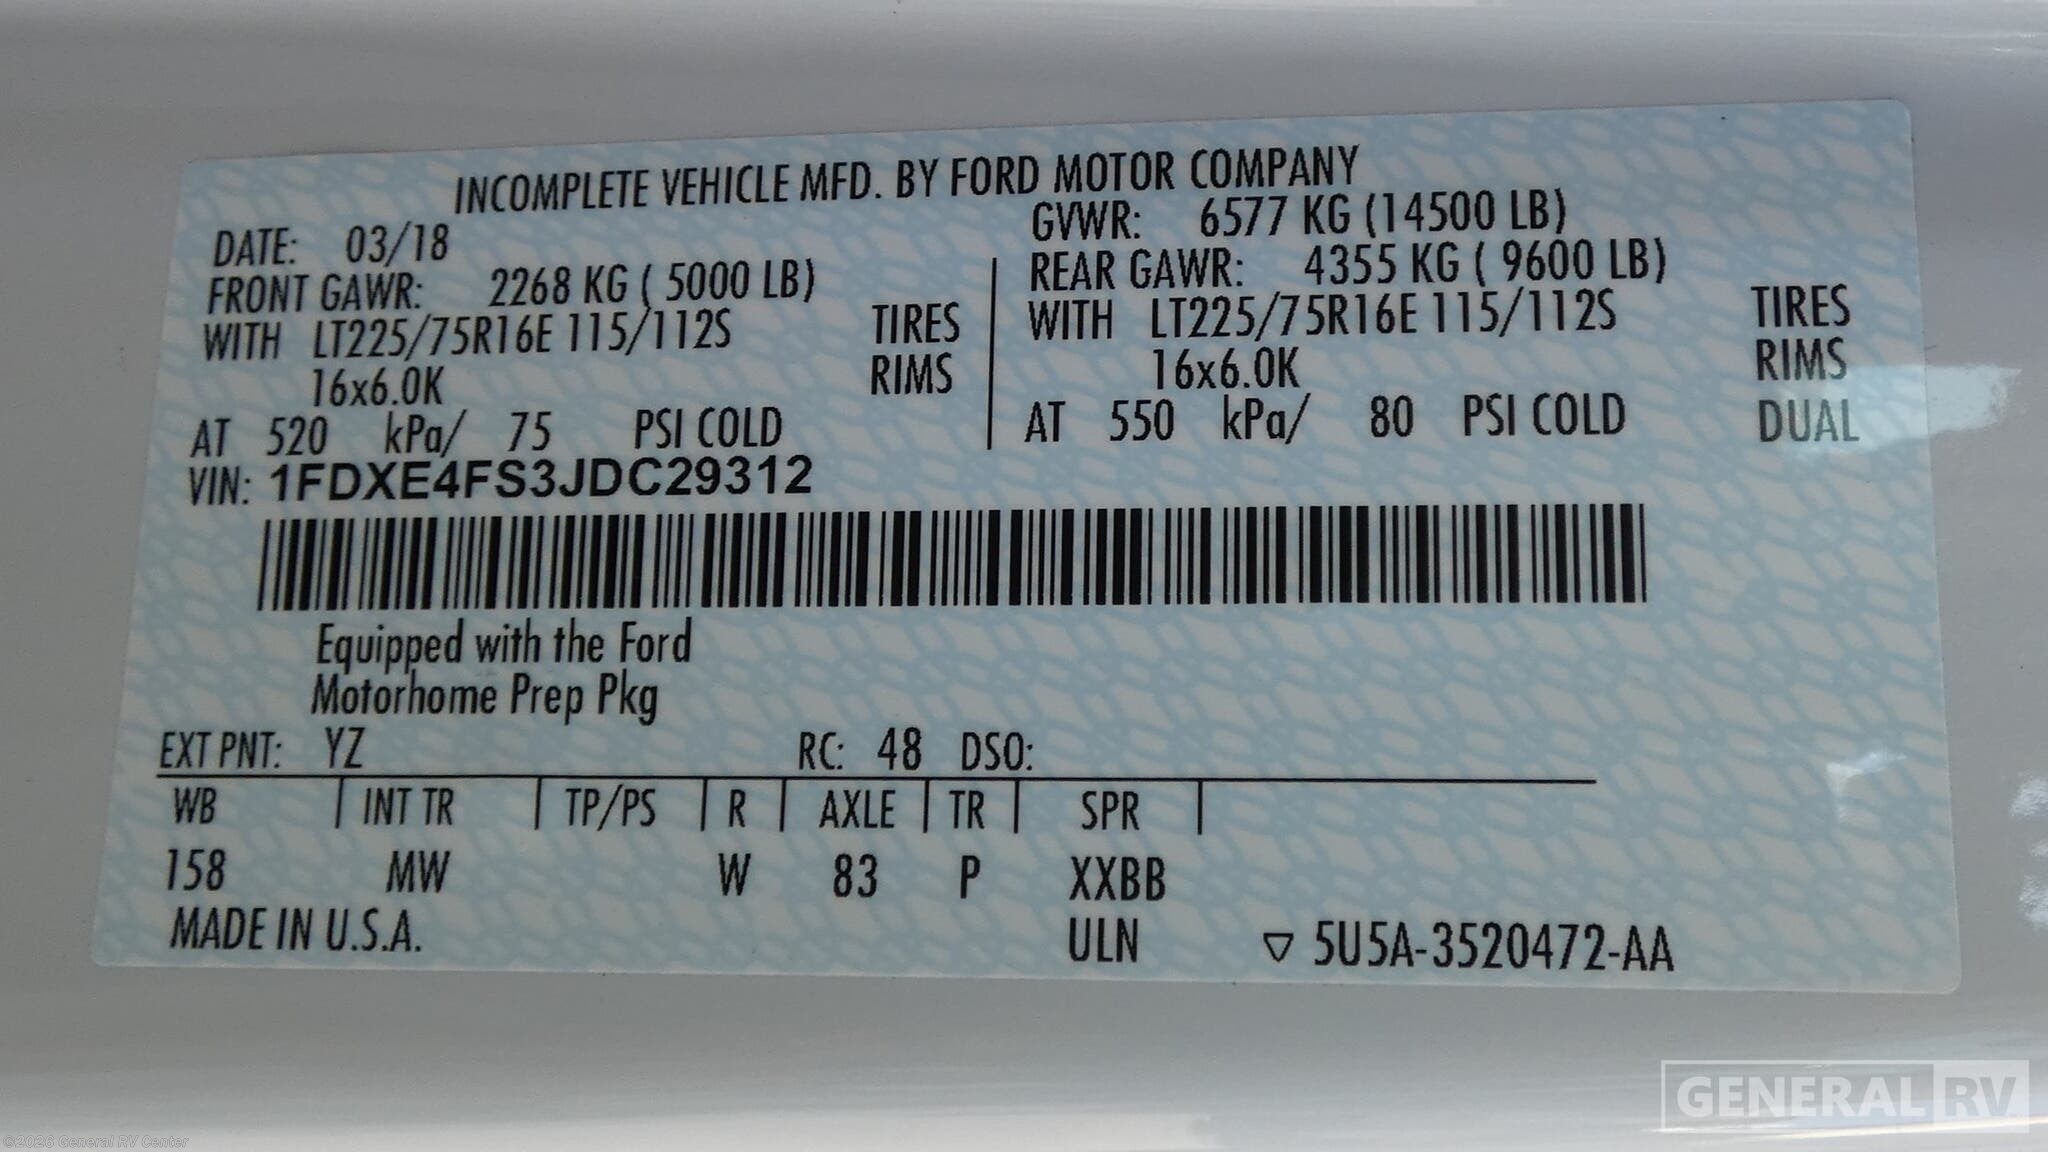 INCOMPLETE VEHICLE MFD. BY FORD MOTOR COMPANY
DATE: 03/18 GVWR: 6577 KG (14500 LB)
FRONT GAWR: 2268 KG ( 5000 LB) REAR GAWR: 4355 KG ( 9600 LB)
WITH LT225/75R16E 115/112S TIRES WITH LT225/75R16E 115/112S TIRES
16x6.0K RIMS 16x6.0K RIMS
AT 520 kPa/ 75 PSI COLD AT 550 kPa/ 80 PSI COLD DUAL
VIN: 1FDXE4FS3JDC29312
Equipped with the Ford
Motorhome Prep Pkg
EXT PNT: YZ RC: 48 DSO:
WB INT TR TP/PS R AXLE TR SPR
158 MW W 83 P XXBB
MADE IN U.S.A. ULN ▽ 5U5A-3520472-AA
GENERAL RV
©2026 General RV Center